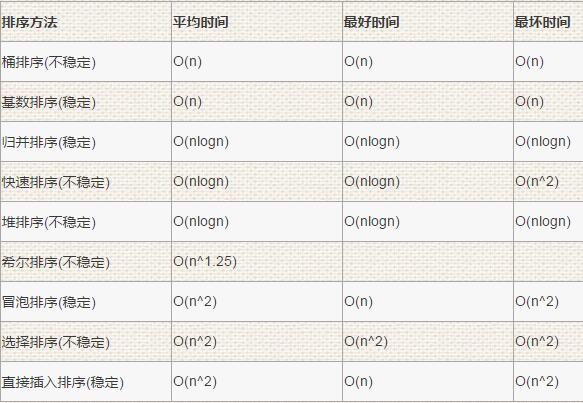 排序方法 平均时间 最好时间 最坏时间
桶排序(不稳定) O(n) O(n) O(n)
基数排序(稳定) O(n) O(n) O(n)
归并排序(稳定) O(nlogn) O(nlogn) O(nlogn)
快速排序(不稳定) O(nlogn) O(nlogn) O(n^2)
堆排序(不稳定) O(nlogn) O(nlogn) O(nlogn)
希尔排序(不稳定) O(n^1.25)
冒泡排序(稳定) O(n^2) O(n) O(n^2)
选择排序(不稳定) O(n^2) O(n^2) O(n^2)
直接插入排序(稳定) O(n^2) O(n) O(n^2)